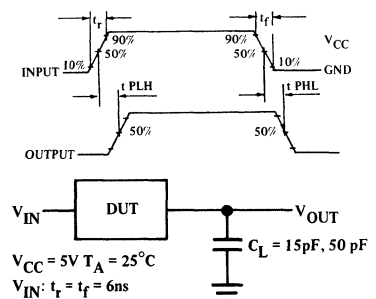 tr tf
90% 90% VCC
50% 50%
INPUT 10% 10% GND
t PLH t PHL
50% 50%
OUTPUT
VIN DUT VOUT
CL = 15pF, 50 pF
VCC = 5V TA = 25°C
VIN: tr = tf = 6ns